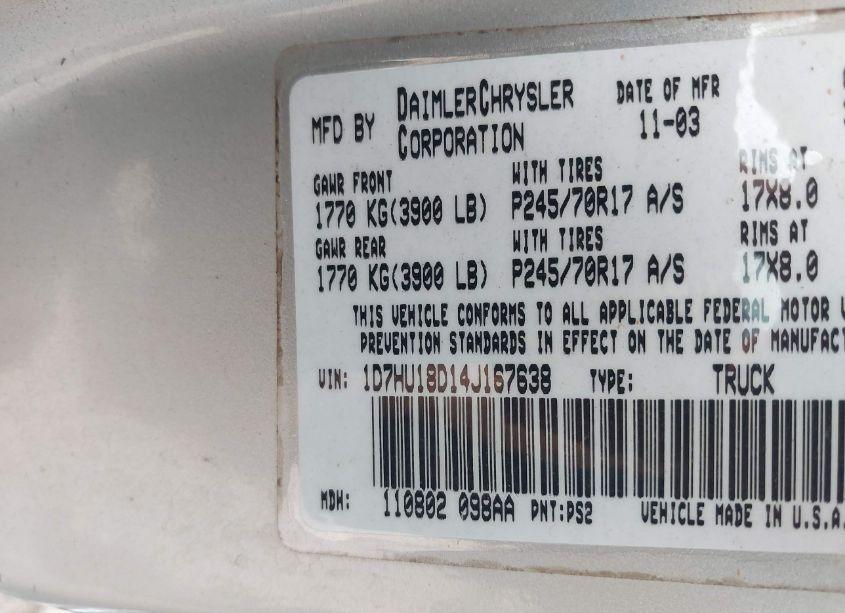 MFD BY DAIMLERCHRYSLER CORPORATION DATE OF MFR 11-03
GAWR FRONT WITH TIRES RIMS AT
1770 KG(3900 LB) P245/70R17 A/S 17X8.0
GAWR REAR WITH TIRES RIMS AT
1770 KG(3900 LB) P245/70R17 A/S 17X8.0
THIS VEHICLE CONFORMS TO ALL APPLICABLE FEDERAL MOTOR
PREVENTION STANDARDS IN EFFECT ON THE DATE OF MANUFACT
VIN: 1D7HU18D14J167638 TYPE: TRUCK
MDH: 110802 098AA PNT:PS2 VEHICLE MADE IN U.S.A.